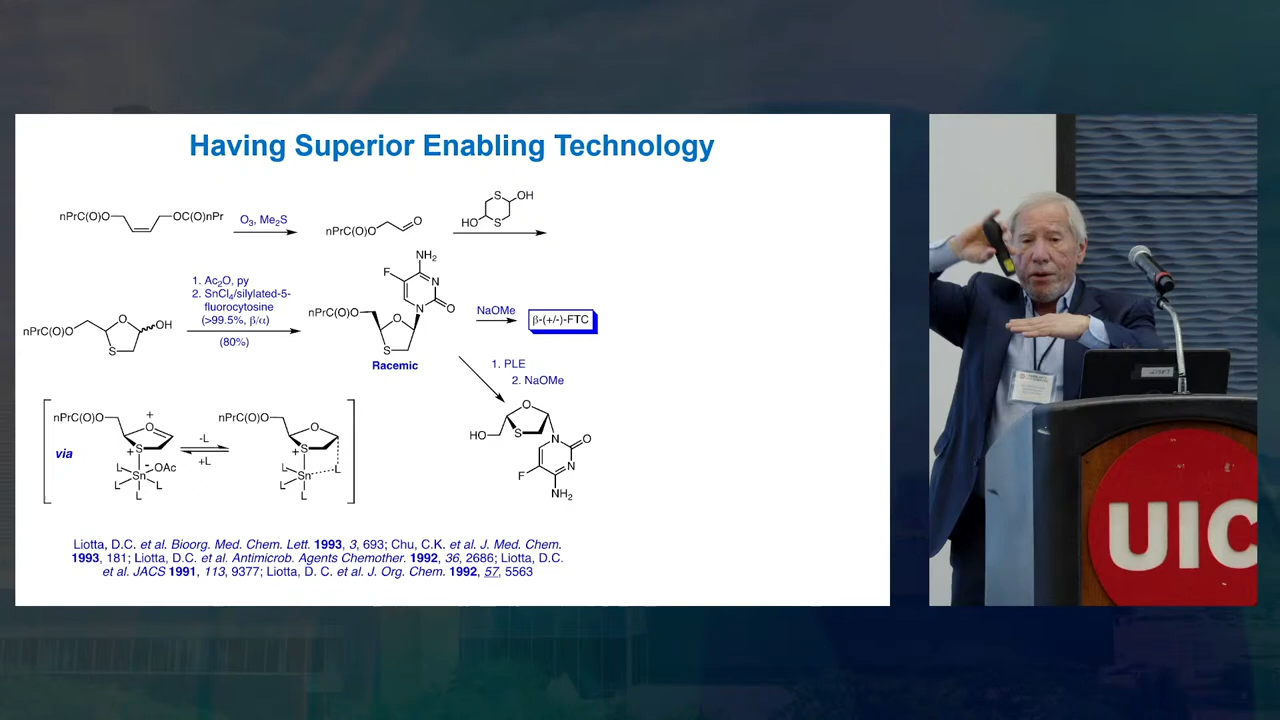 Having Superior Enabling Technology
nPrC(O)O
OC(O)nPr
O₃, Me₂S
nPrC(O)O
O
S
OH
HO
S
1. Ac₂O, py
2. SnCl₄/silylated-5-
fluorocytosine
(>99.5%, β/α)
(80%)
nPrC(O)O
O
OH
S
NH₂
F
N
N
O
nPrC(O)O
O
S
Racemic
NaOMe
β-(+/-)-FTC
1. PLE
2. NaOMe
O
HO
S
N
O
N
F
NH₂
via
nPrC(O)O
+
O
S
+
L
Sn
-
OAc
L
L
L
-L
+L
nPrC(O)O
O
S
+
L
Sn
L
L
L
L
Liotta, D.C. et al. Bioorg. Med. Chem. Lett. 1993, 3, 693; Chu, C.K. et al. J. Med. Chem.
1993, 181; Liotta, D.C. et al. Antimicrob. Agents Chemother. 1992, 36, 2686; Liotta, D.C.
et al. JACS 1991, 113, 9377; Liotta, D. C. et al. J. Org. Chem. 1992, 57, 5563
UIC